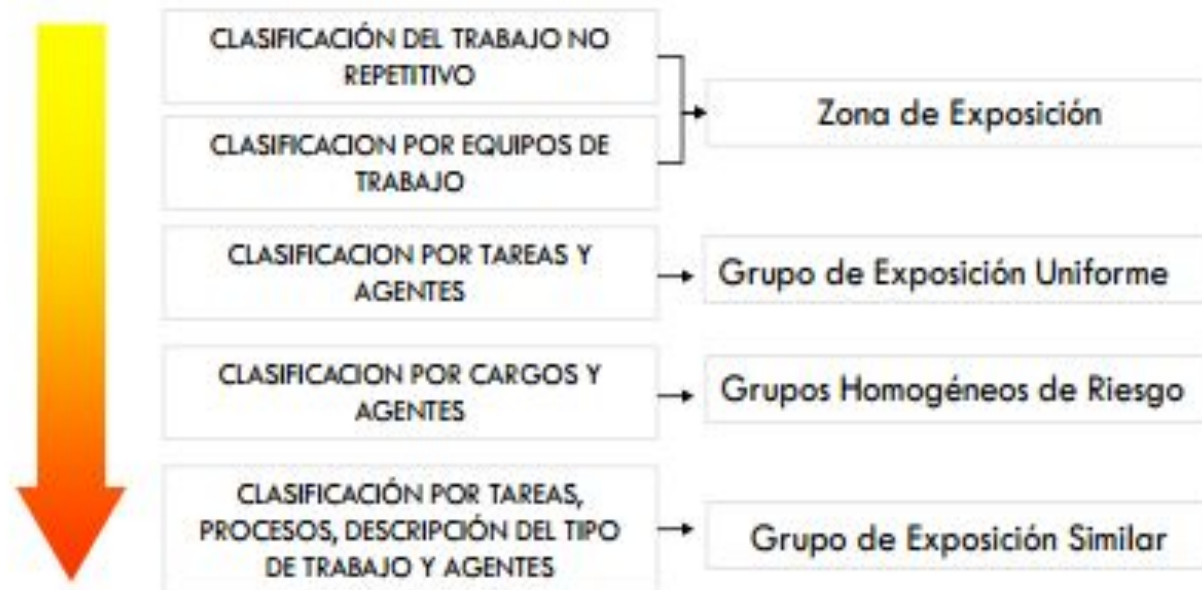 CLASIFICACIÓN DEL TRABAJO NO
REPETITIVO
CLASIFICACION POR EQUIPOS DE
TRABAJO
Zona de Exposición
CLASIFICACION POR TAREAS Y
AGENTES
Grupo de Exposición Uniforme
CLASIFICACION POR CARGOS Y
AGENTES
Grupos Homogéneos de Riesgo
CLASIFICACIÓN POR TAREAS,
PROCESOS, DESCRIPCIÓN DEL TIPO
DE TRABAJO Y AGENTES
Grupo de Exposición Similar